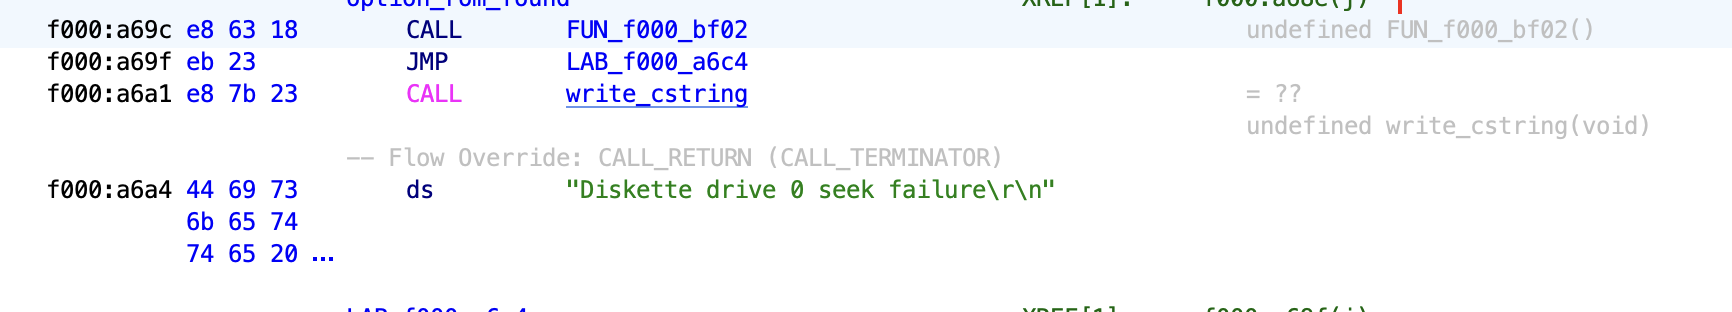 option_rom_found XREF[1]: f000:a68c(j)
f000:a69c e8 63 18 CALL FUN_f000_bf02 undefined FUN_f000_bf02()
f000:a69f eb 23 JMP LAB_f000_a6c4
f000:a6a1 e8 7b 23 CALL write_cstring = ??
undefined write_cstring(void)
-- Flow Override: CALL_RETURN (CALL_TERMINATOR)
f000:a6a4 44 69 73 ds "Diskette drive 0 seek failure\r\n"
6b 65 74
74 65 20 ...
LAB_f000_a6c4 XREF[1]: f000:a69f(j)